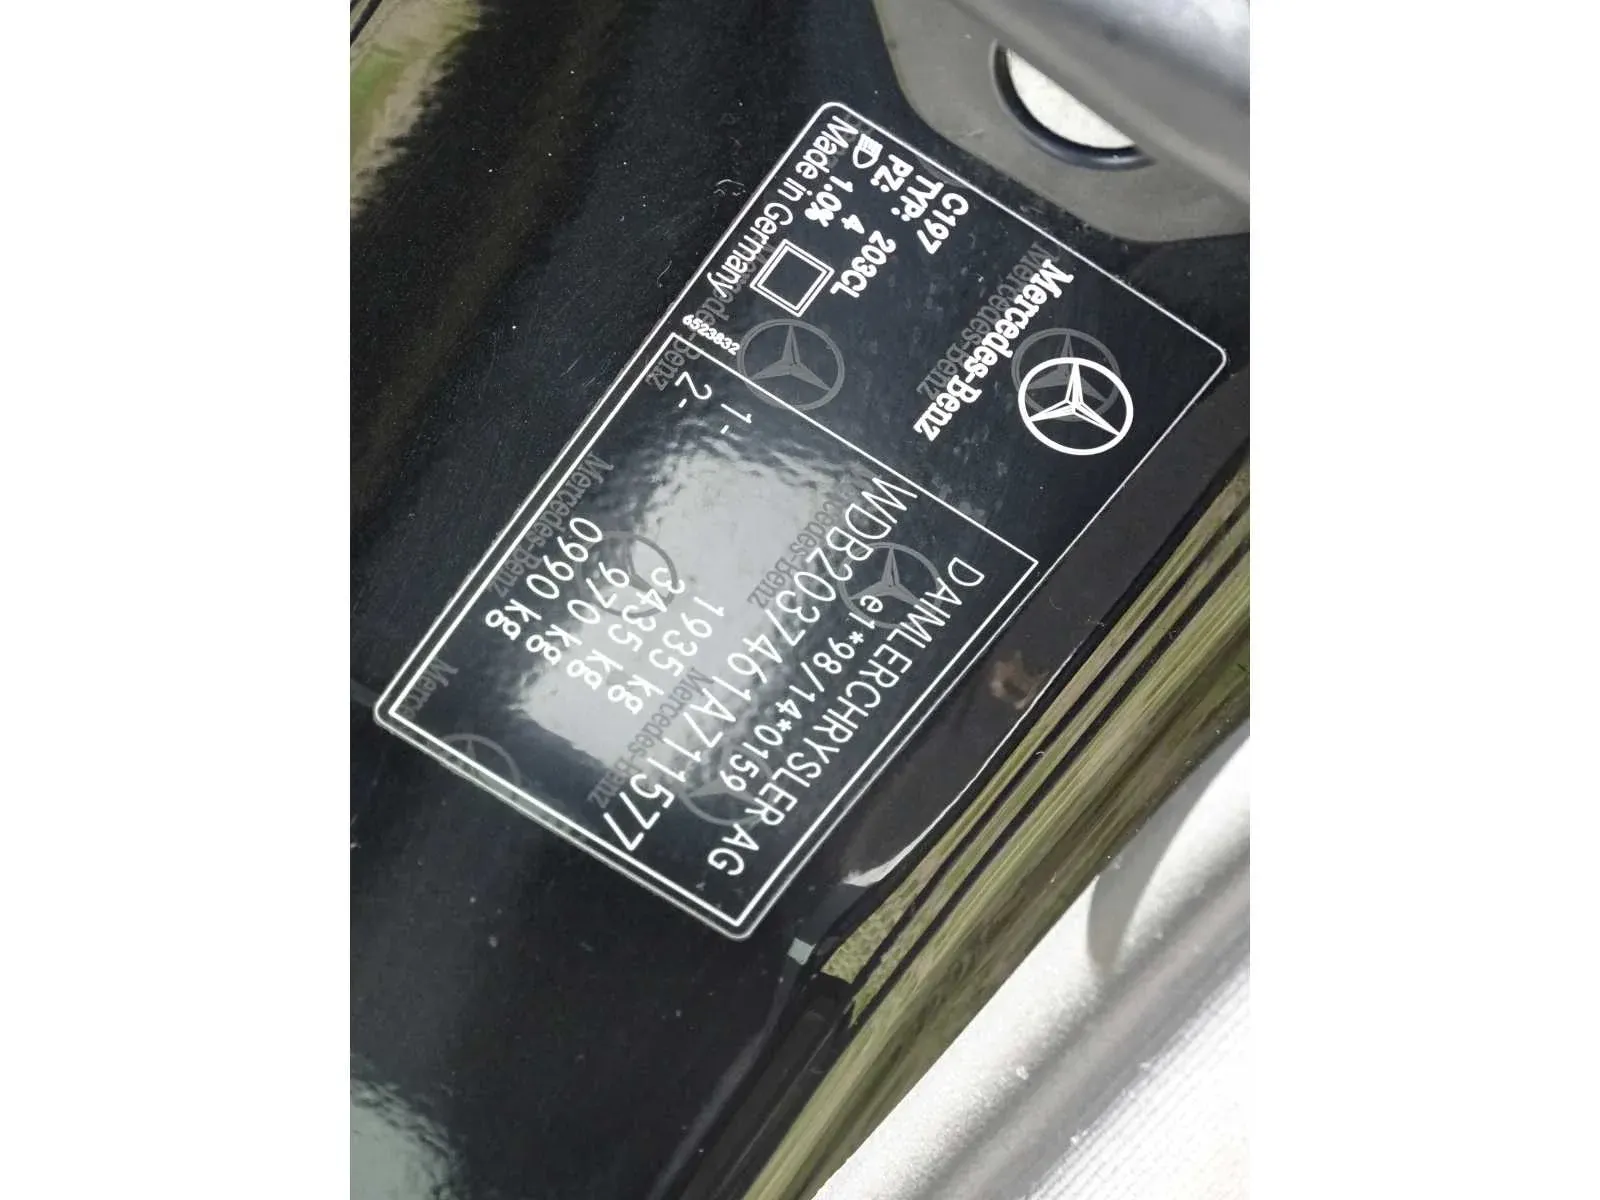 Mercedes-Benz
C197
TYP: 203CL
PZ: 4
1.0%
Made in Germany
6523832
DAIMLERCHRYSLER AG
e1*98/14*0159
WDB2037461A711577
1935 kg
3435 kg
1- 970 kg
2- 0990 kg